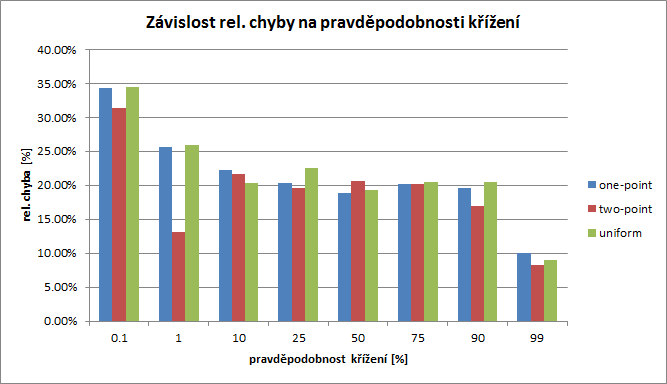 Závislost rel. chyby na pravděpodobnosti křížení
40.00%
35.00%
30.00%
25.00%
20.00%
15.00%
10.00%
5.00%
0.00%
rel. chyba [%]
0.1 1 10 25 50 75 90 99
pravděpodobnost křížení [%]
one-point
two-point
uniform